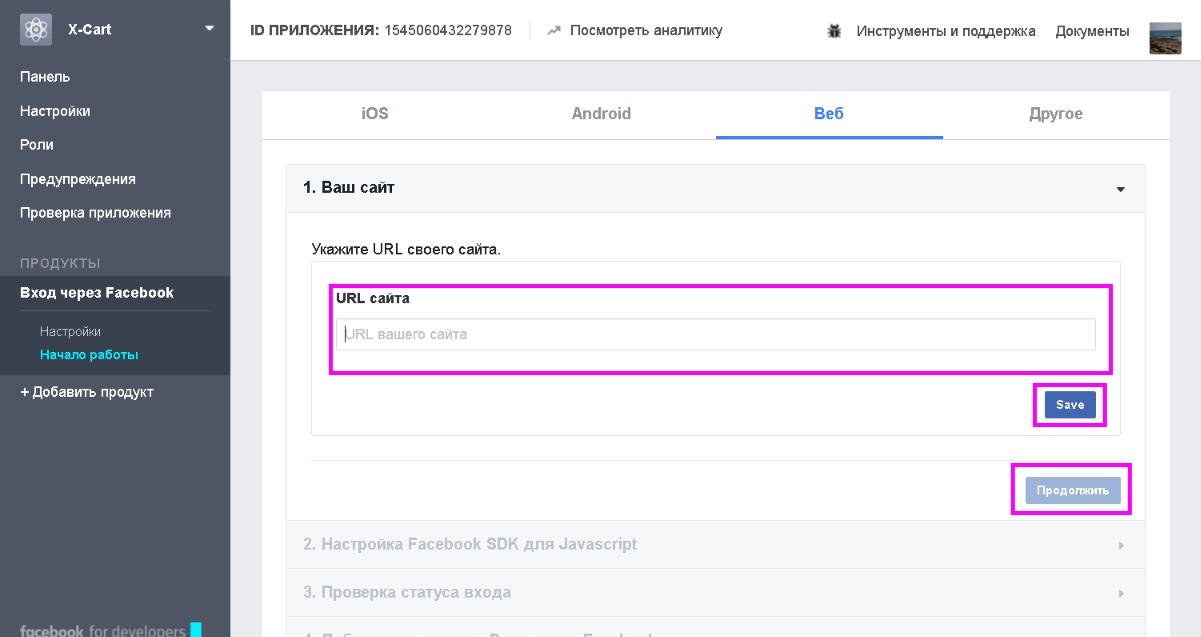 X-Cart
ID ПРИЛОЖЕНИЯ: 1545060432279878
Посмотреть аналитику
Инструменты и поддержка
Документы
Панель
Настройки
Роли
Предупреждения
Проверка приложения
ПРОДУКТЫ
Вход через Facebook
Настройки
Начало работы
+ Добавить продукт
facebook for developers
iOS
Android
Веб
Другое
1. Ваш сайт
Укажите URL своего сайта.
URL сайта
URL вашего сайта
Save
Продолжить
2. Настройка Facebook SDK для Javascript
3. Проверка статуса входа